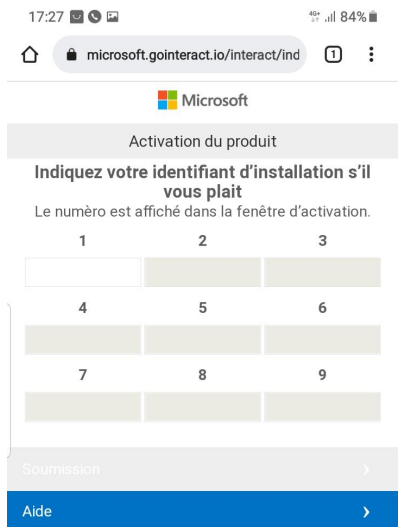 17:27
4G+ 84%
microsoft.gointeract.io/interact/ind 1
Microsoft
Activation du produit
Indiquez votre identifiant d'installation s'il
vous plait
Le numèro est affiché dans la fenêtre d'activation.
1 2 3
4 5 6
7 8 9
Soumission
Aide